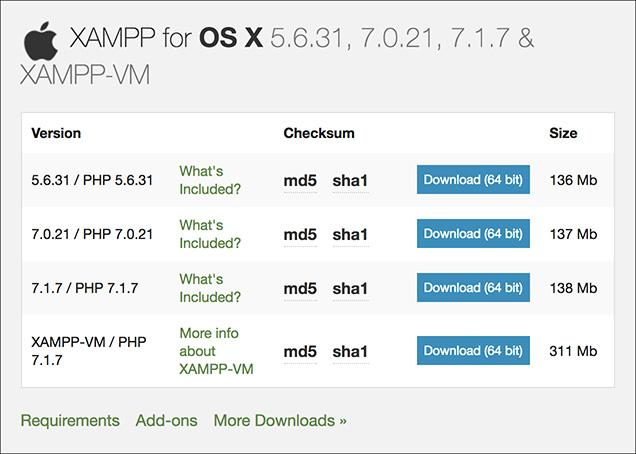 XAMPP for OS X 5.6.31, 7.0.21, 7.1.7 &
XAMPP-VM
Version Checksum Size
5.6.31 / PHP 5.6.31 What's Included? md5 sha1 Download (64 bit) 136 Mb
7.0.21 / PHP 7.0.21 What's Included? md5 sha1 Download (64 bit) 137 Mb
7.1.7 / PHP 7.1.7 What's Included? md5 sha1 Download (64 bit) 138 Mb
XAMPP-VM / PHP 7.1.7 More info about XAMPP-VM md5 sha1 Download (64 bit) 311 Mb
Requirements Add-ons More Downloads »